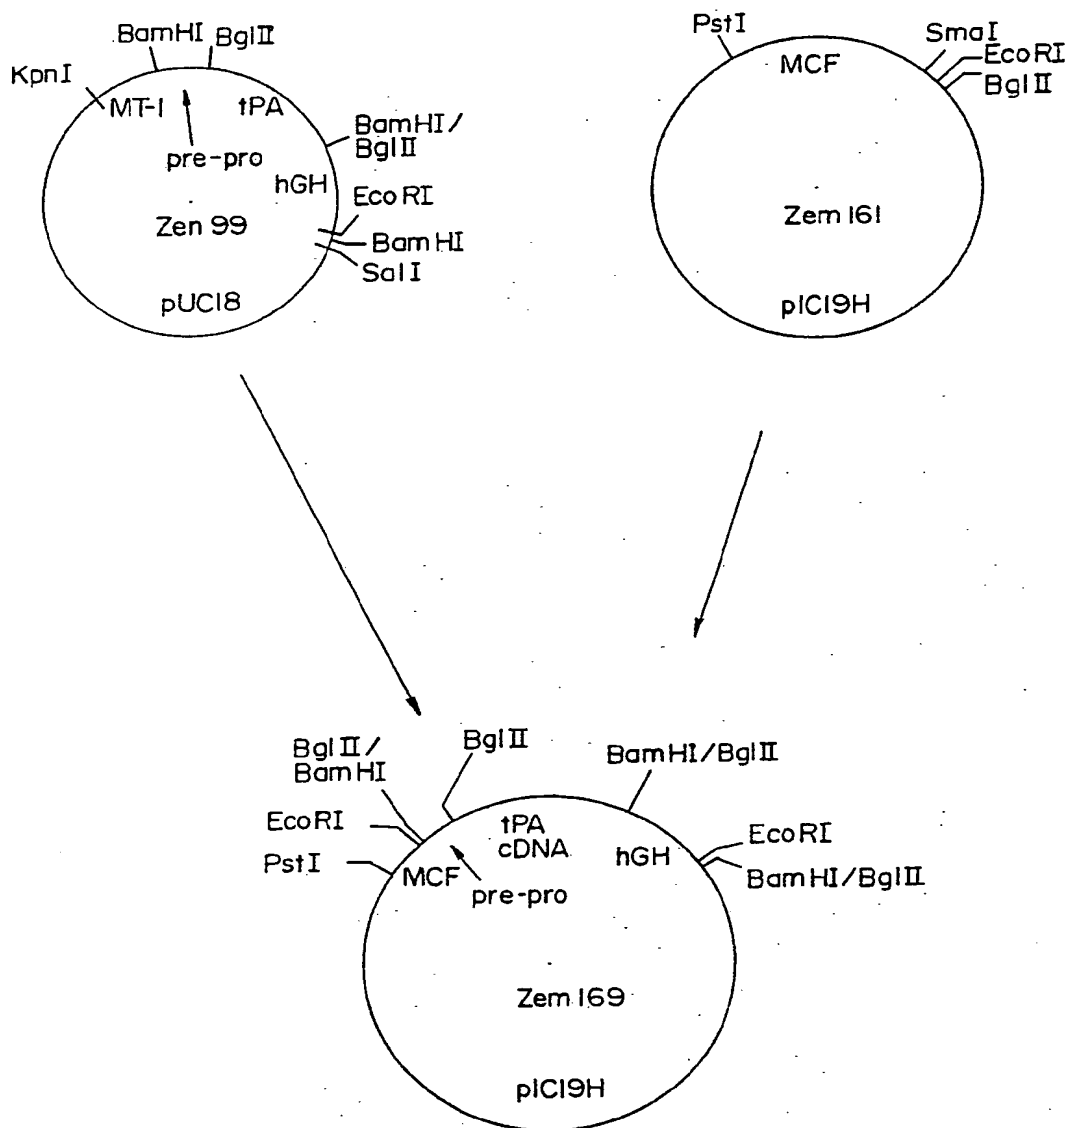 BamHI
BglII
KpnI
MT-I
tPA
pre-pro
BamHI/
BglII
hGH
EcoRI
BamHI
SalI
Zen 99
pUC18
PstI
MCF
SmaI
EcoRI
BglII
Zem 161
pIC19H
BglII/
BamHI
BglII
BamHI/BglII
EcoRI
PstI
MCF
tPA
cDNA
hGH
pre-pro
EcoRI
BamHI/BglII
Zem 169
pIC19H